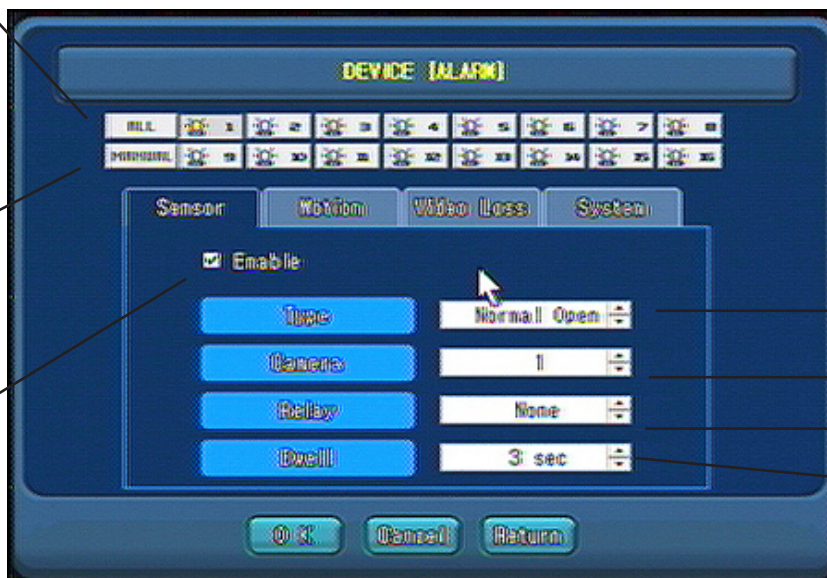 DEVICE [ALARM]
ALL 1 2 3 4 5 6 7 8
MANUAL 9 10 11 12 13 14 15 16
Sensor Motion Video Loss System
Enable
Type Normal Open
Camera 1
Relay None
Dwell 3 sec
OK Cancel Return